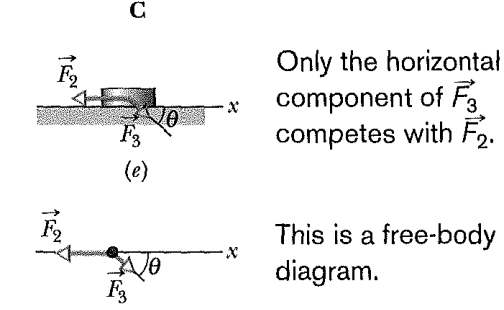 C
F₂
x
θ
F₃
(e)
Only the horizontal
component of F₃
competes with F₂.
F₂
x
θ
F₃
This is a free-body
diagram.